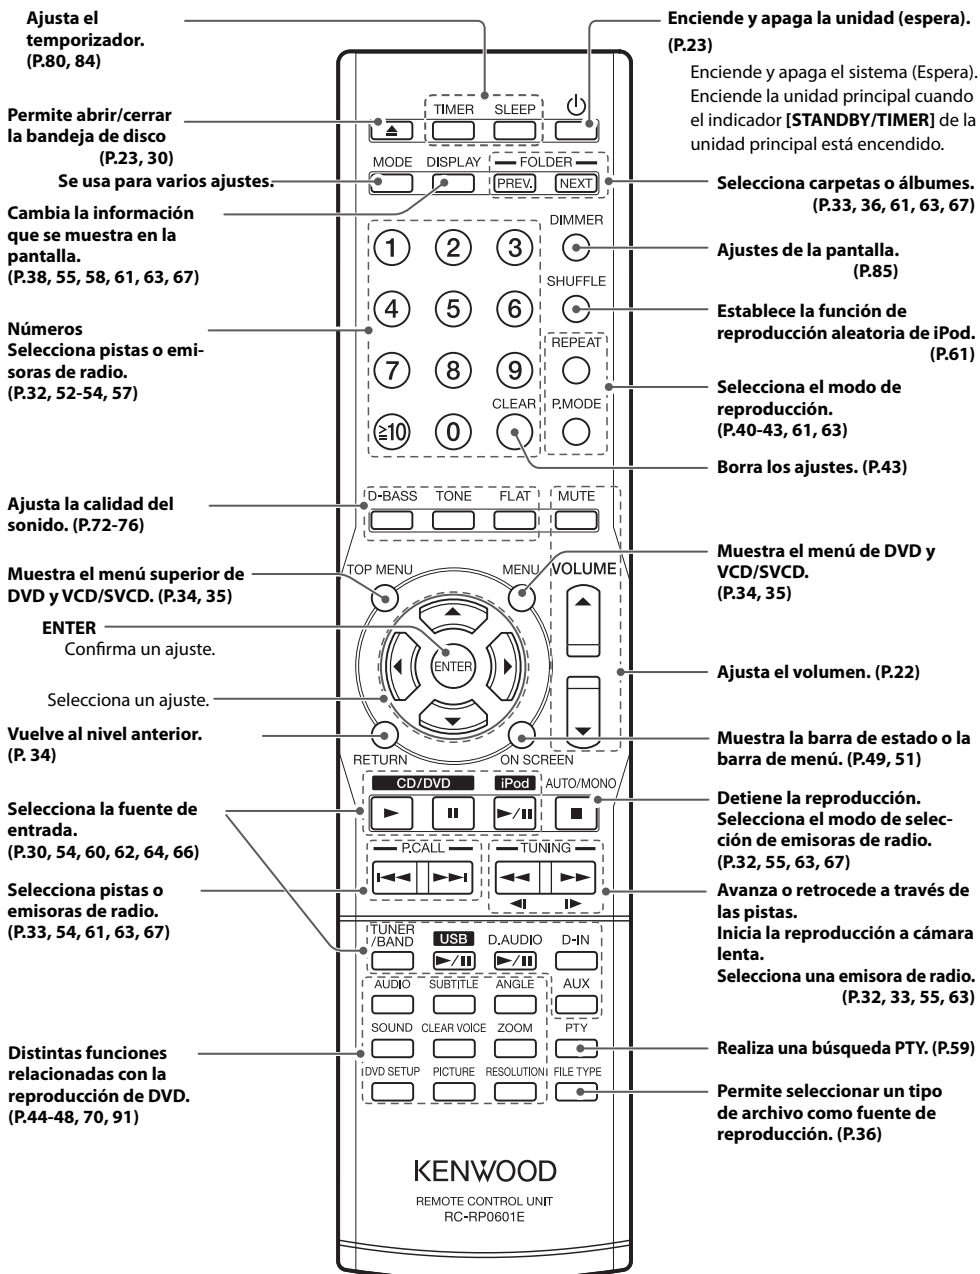 Ajusta el
temporizador.
(P.80, 84)
Permite abrir/cerrar
la bandeja de disco
(P.23, 30)
Se usa para varios ajustes.
Cambia la información
que se muestra en la
pantalla.
(P.38, 55, 58, 61, 63, 67)
Números
Selecciona pistas o emi-
soras de radio.
(P.32, 52-54, 57)
Ajusta la calidad del
sonido. (P.72-76)
Muestra el menú superior de
DVD y VCD/SVCD. (P.34, 35)
ENTER
Confirma un ajuste.
Selecciona un ajuste.
Vuelve al nivel anterior.
(P. 34)
Selecciona la fuente de
entrada.
(P.30, 54, 60, 62, 64, 66)
Selecciona pistas o
emisoras de radio.
(P.33, 54, 61, 63, 67)
Distintas funciones
relacionadas con la
reproducción de DVD.
(P.44-48, 70, 91)
TIMER SLEEP
MODE DISPLAY FOLDER
PREV. NEXT
DIMMER
1 2 3
SHUFFLE
4 5 6
REPEAT
7 8 9
CLEAR P.MODE
≧10 0
D-BASS TONE FLAT MUTE
TOP MENU MENU VOLUME
ENTER
RETURN ON SCREEN
CD/DVD iPod AUTO/MONO
P.CALL TUNING
TUNER
/BAND USB D.AUDIO D-IN
AUDIO SUBTITLE ANGLE AUX
SOUND CLEAR VOICE ZOOM PTY
DVD SETUP PICTURE RESOLUTION FILE TYPE
KENWOOD
REMOTE CONTROL UNIT
RC-RP0601E
Enciende y apaga la unidad (espera).
(P.23)
Enciende y apaga el sistema (Espera).
Enciende la unidad principal cuando
el indicador [STANDBY/TIMER] de la
unidad principal está encendido.
Selecciona carpetas o álbumes.
(P.33, 36, 61, 63, 67)
Ajustes de la pantalla.
(P.85)
Establece la función de
reproducción aleatoria de iPod.
(P.61)
Selecciona el modo de
reproducción.
(P.40-43, 61, 63)
Borra los ajustes. (P.43)
Muestra el menú de DVD y
VCD/SVCD.
(P.34, 35)
Ajusta el volumen. (P.22)
Muestra la barra de estado o la
barra de menú. (P.49, 51)
Detiene la reproducción.
Selecciona el modo de selec-
ción de emisoras de radio.
(P.32, 55, 63, 67)
Avanza o retrocede a través de
las pistas.
Inicia la reproducción a cámara
lenta.
Selecciona una emisora de radio.
(P.32, 33, 55, 63)
Realiza una búsqueda PTY. (P.59)
Permite seleccionar un tipo
de archivo como fuente de
reproducción. (P.36)